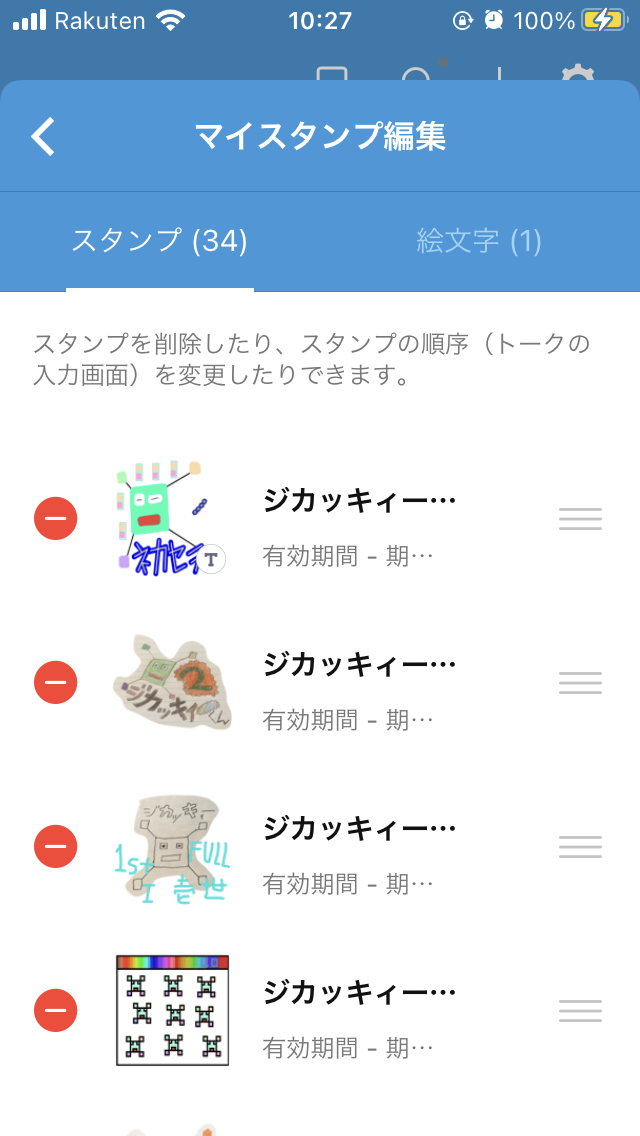 Rakuten 10:27 100%
マイスタンプ編集
スタンプ (34) 絵文字 (1)
スタンプを削除したり、スタンプの順序（トークの
入力画面）を変更したりできます。
ジカッキィー…
有効期間 - 期…
T
ジカッキィー…
有効期間 - 期…
2
ジカッキィーくん
ジカッキィー…
有効期間 - 期…
ジカッキィー
1st FULL
ジカッキィー…
有効期間 - 期…